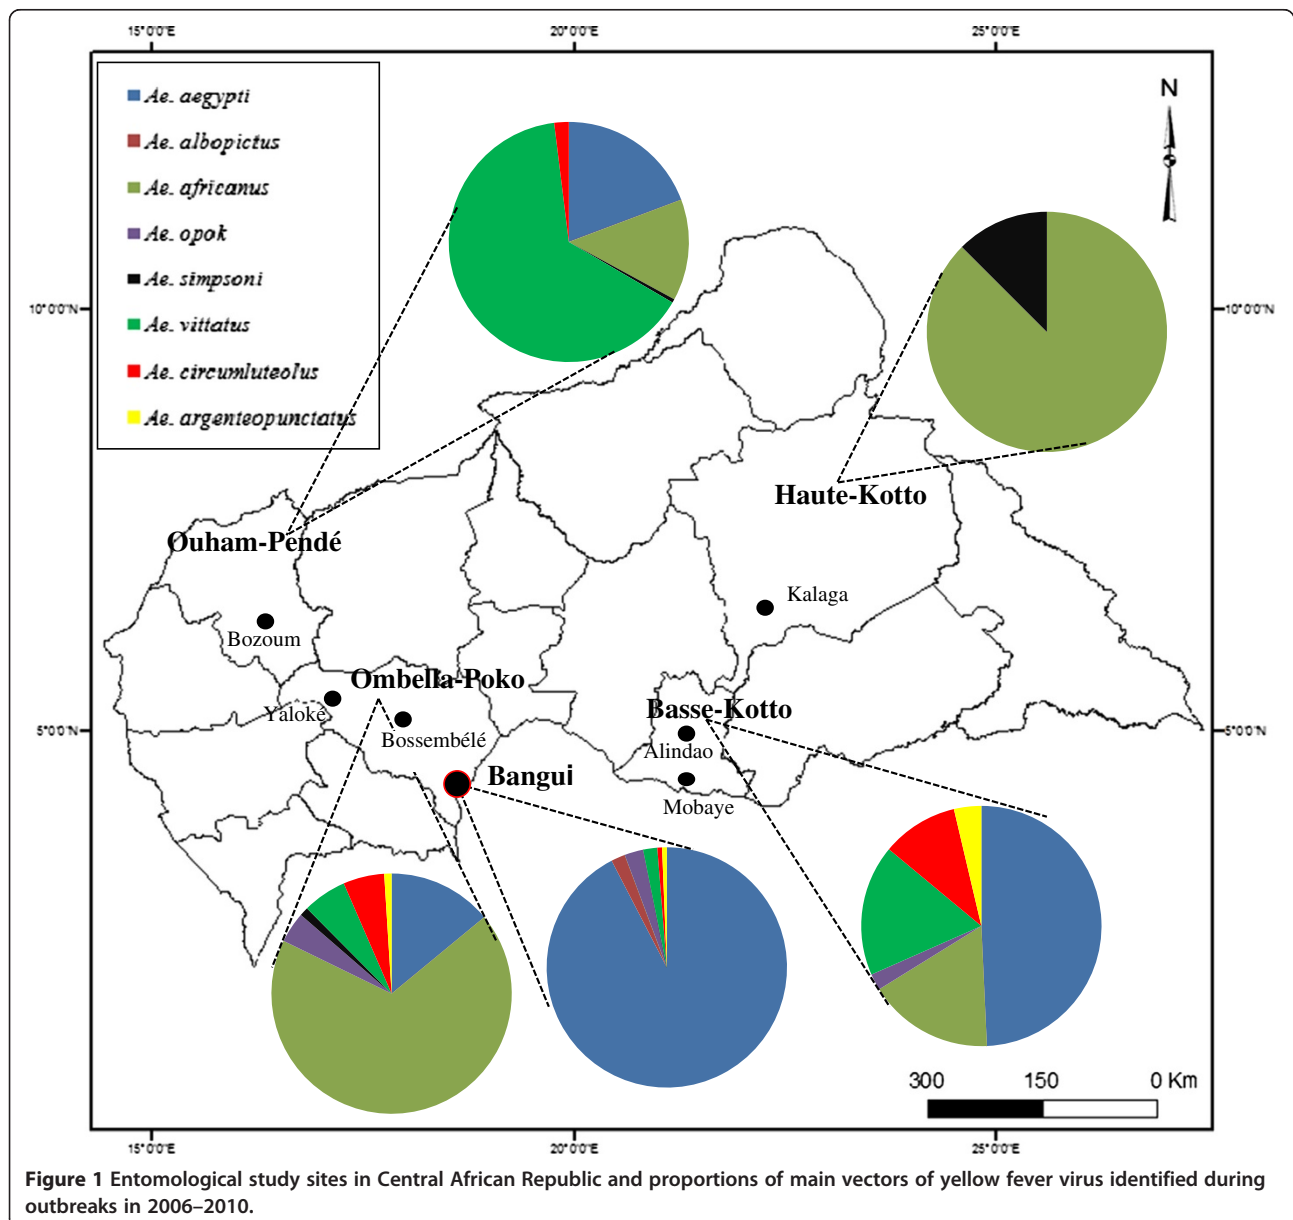 15°0'0"E 20°0'0"E 25°0'0"E
Ae. aegypti
Ae. albopictus
Ae. africanus
Ae. opok
Ae. simpsoni
Ae. vittatus
Ae. circumluteolus
Ae. argenteopunctatus
N
10°0'0"N 10°0'0"N
Haute-Kotto
Ouham-Pendé
Kalaga
Bozoum
Ombella-Poko
Yaloké
Bossembélé
Basse-Kotto
5°0'0"N 5°0'0"N
Alindao
Bangui
Mobaye
300 150 0 Km
15°0'0"E 20°0'0"E 25°0'0"E
Figure 1 Entomological study sites in Central African Republic and proportions of main vectors of yellow fever virus identified during
outbreaks in 2006–2010.